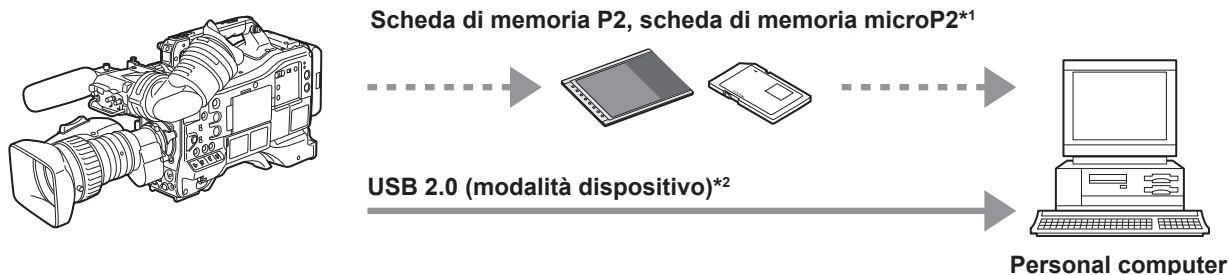 Scheda di memoria P2, scheda di memoria microP2*1
USB 2.0 (modalità dispositivo)*2
Personal computer